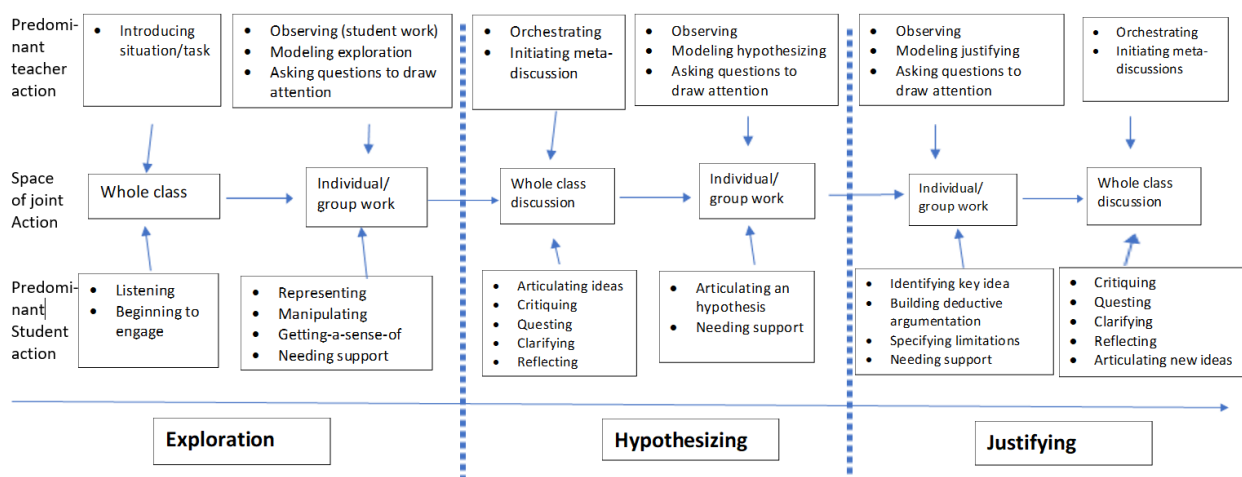 Predomi-
nant
teacher
action
• Introducing
situation/task
• Observing (student work)
• Modeling exploration
• Asking questions to draw
attention
• Orchestrating
• Initiating meta-
discussion
• Observing
• Modeling hypothesizing
• Asking questions to
draw attention
• Observing
• Modeling justifying
• Asking questions to
draw attention
• Orchestrating
• Initiating meta-
discussions
Space
of joint
Action
Whole class
Individual/
group work
Whole class
discussion
Individual/
group work
Individual/
group work
Whole class
discussion
Predomi-
nant
Student
action
• Listening
• Beginning to
engage
• Representing
• Manipulating
• Getting-a-sense-of
• Needing support
• Articulating ideas
• Critiquing
• Questing
• Clarifying
• Reflecting
• Articulating an
hypothesis
• Needing support
• Identifying key idea
• Building deductive
argumentation
• Specifying limitations
• Needing support
• Critiquing
• Questing
• Clarifying
• Reflecting
• Articulating new ideas
Exploration
Hypothesizing
Justifying